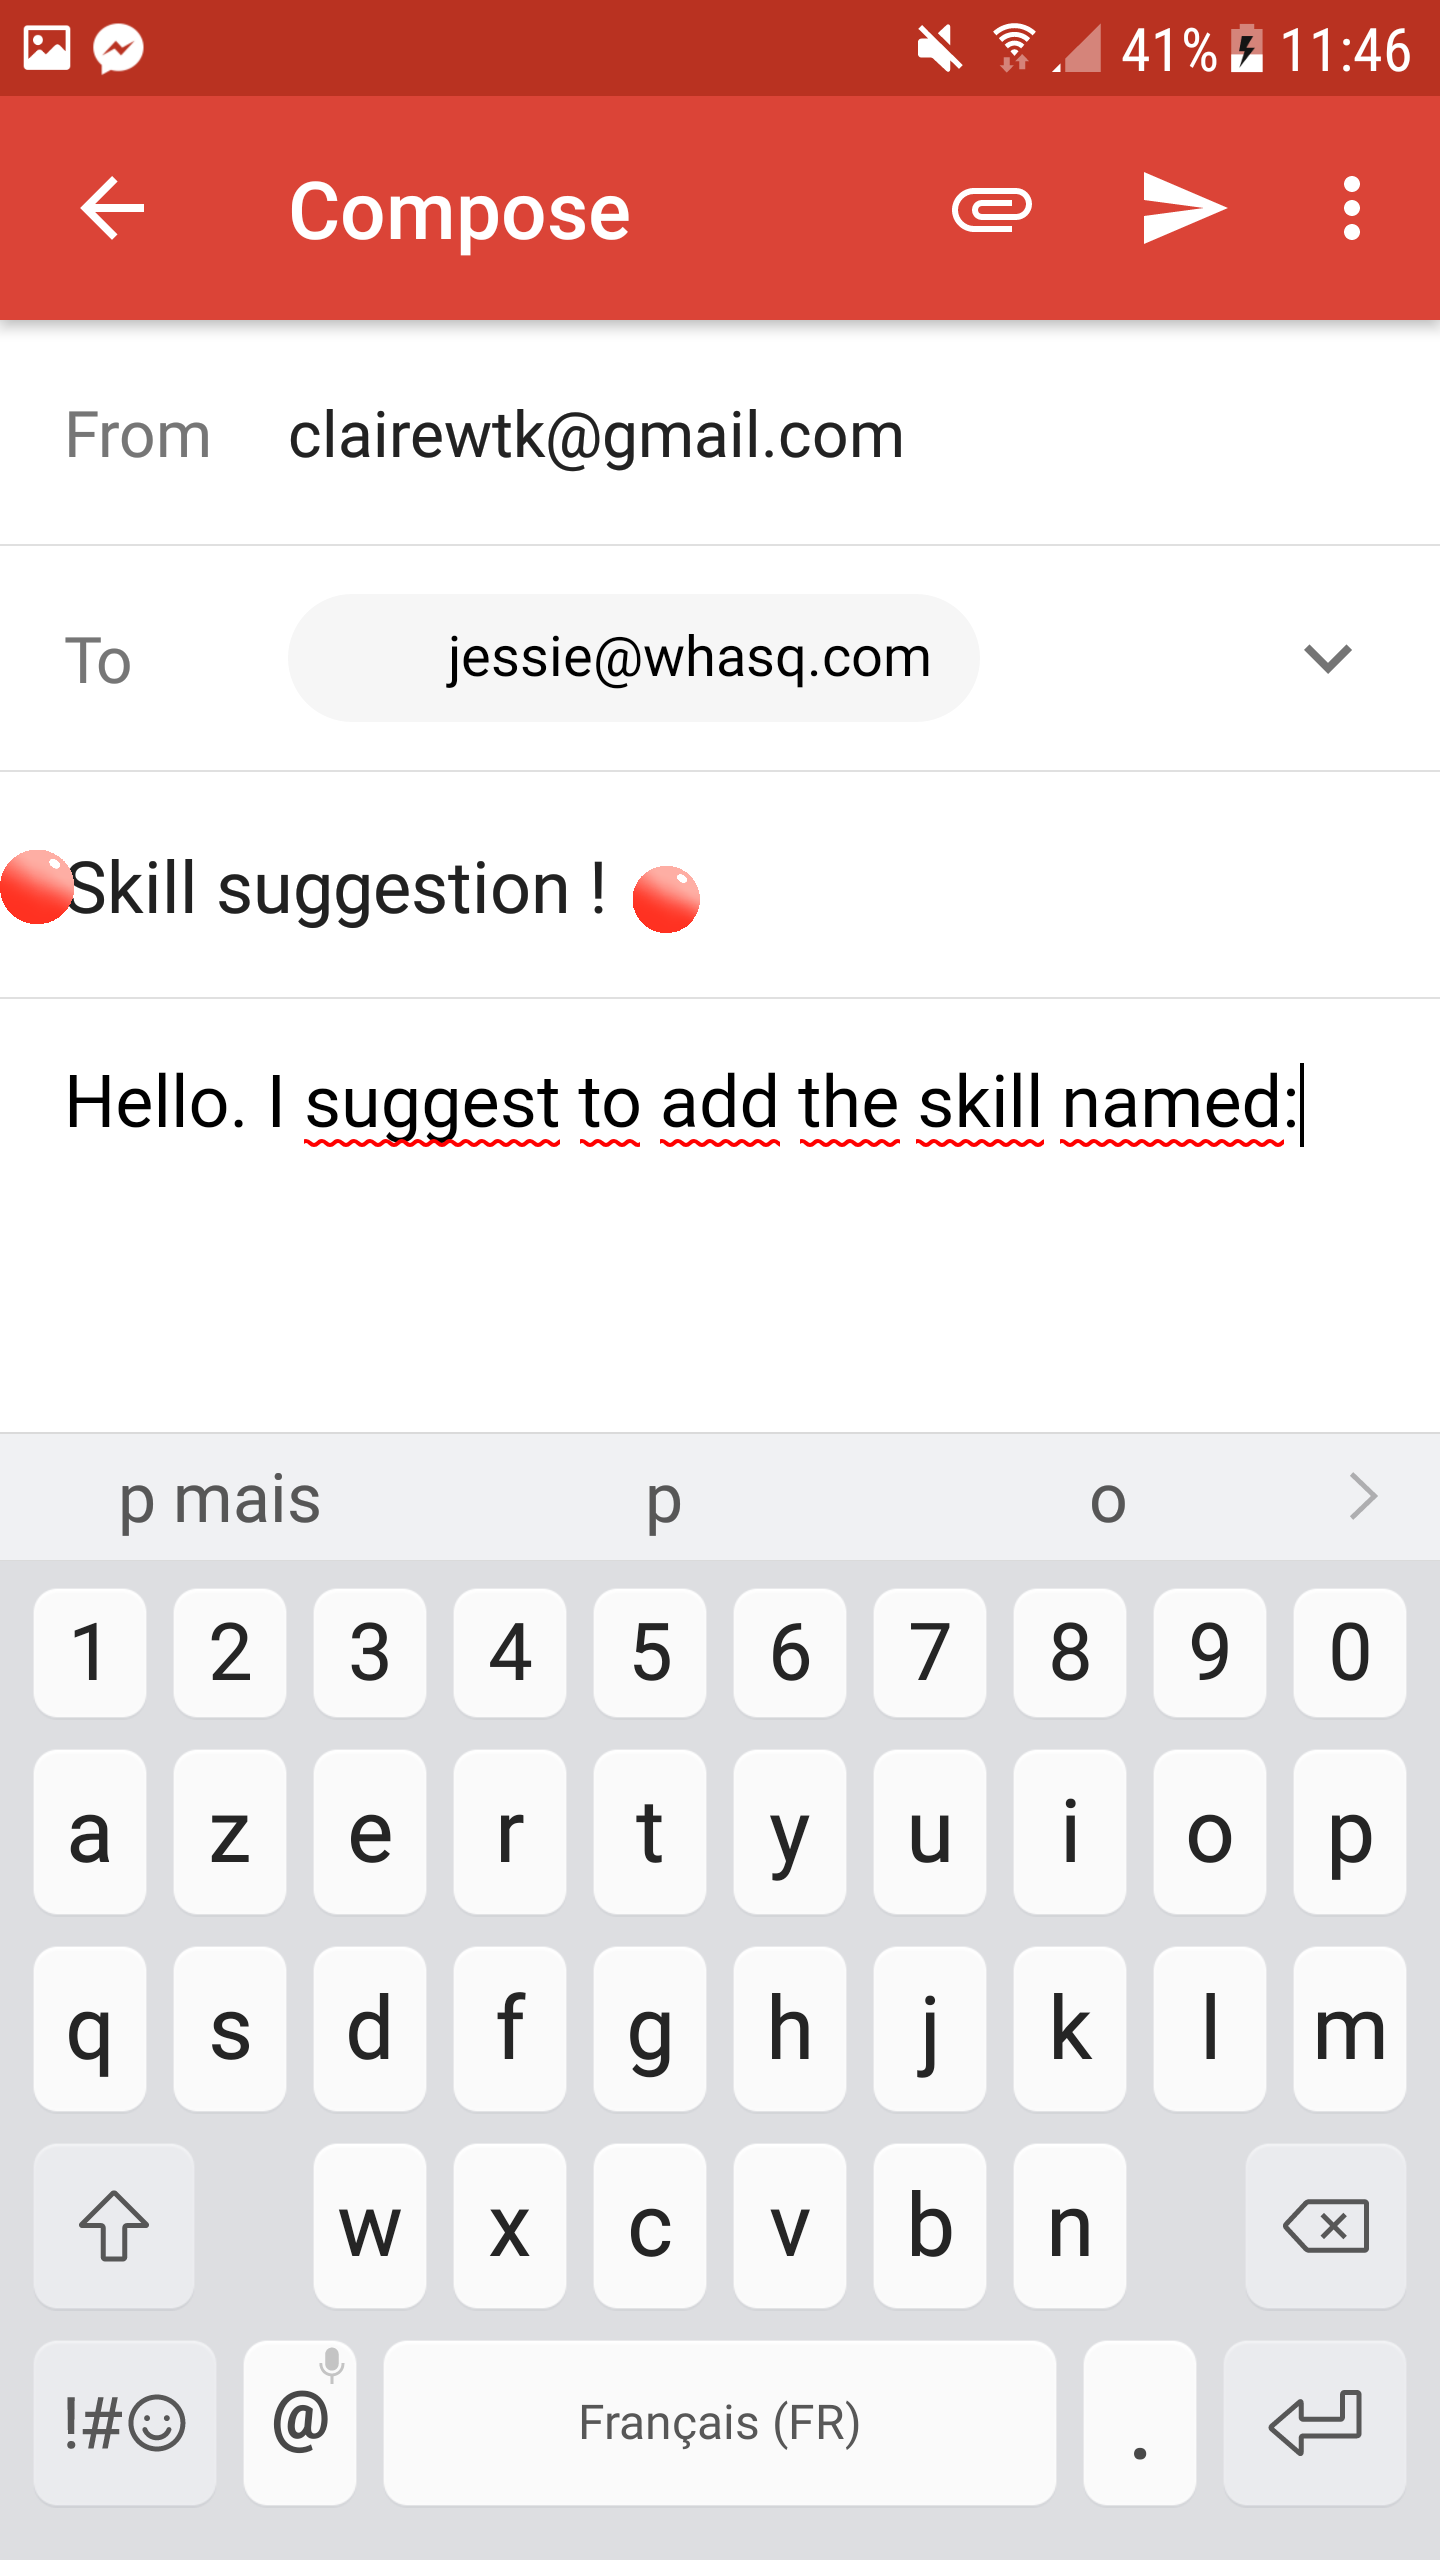 41% 11:46
Compose
From clairewtk@gmail.com
To jessie@whasq.com
Skill suggestion !
Hello. I suggest to add the skill named:
p mais p o
1 2 3 4 5 6 7 8 9 0
a z e r t y u i o p
q s d f g h j k l m
w x c v b n
!#☺ @ Français (FR) .